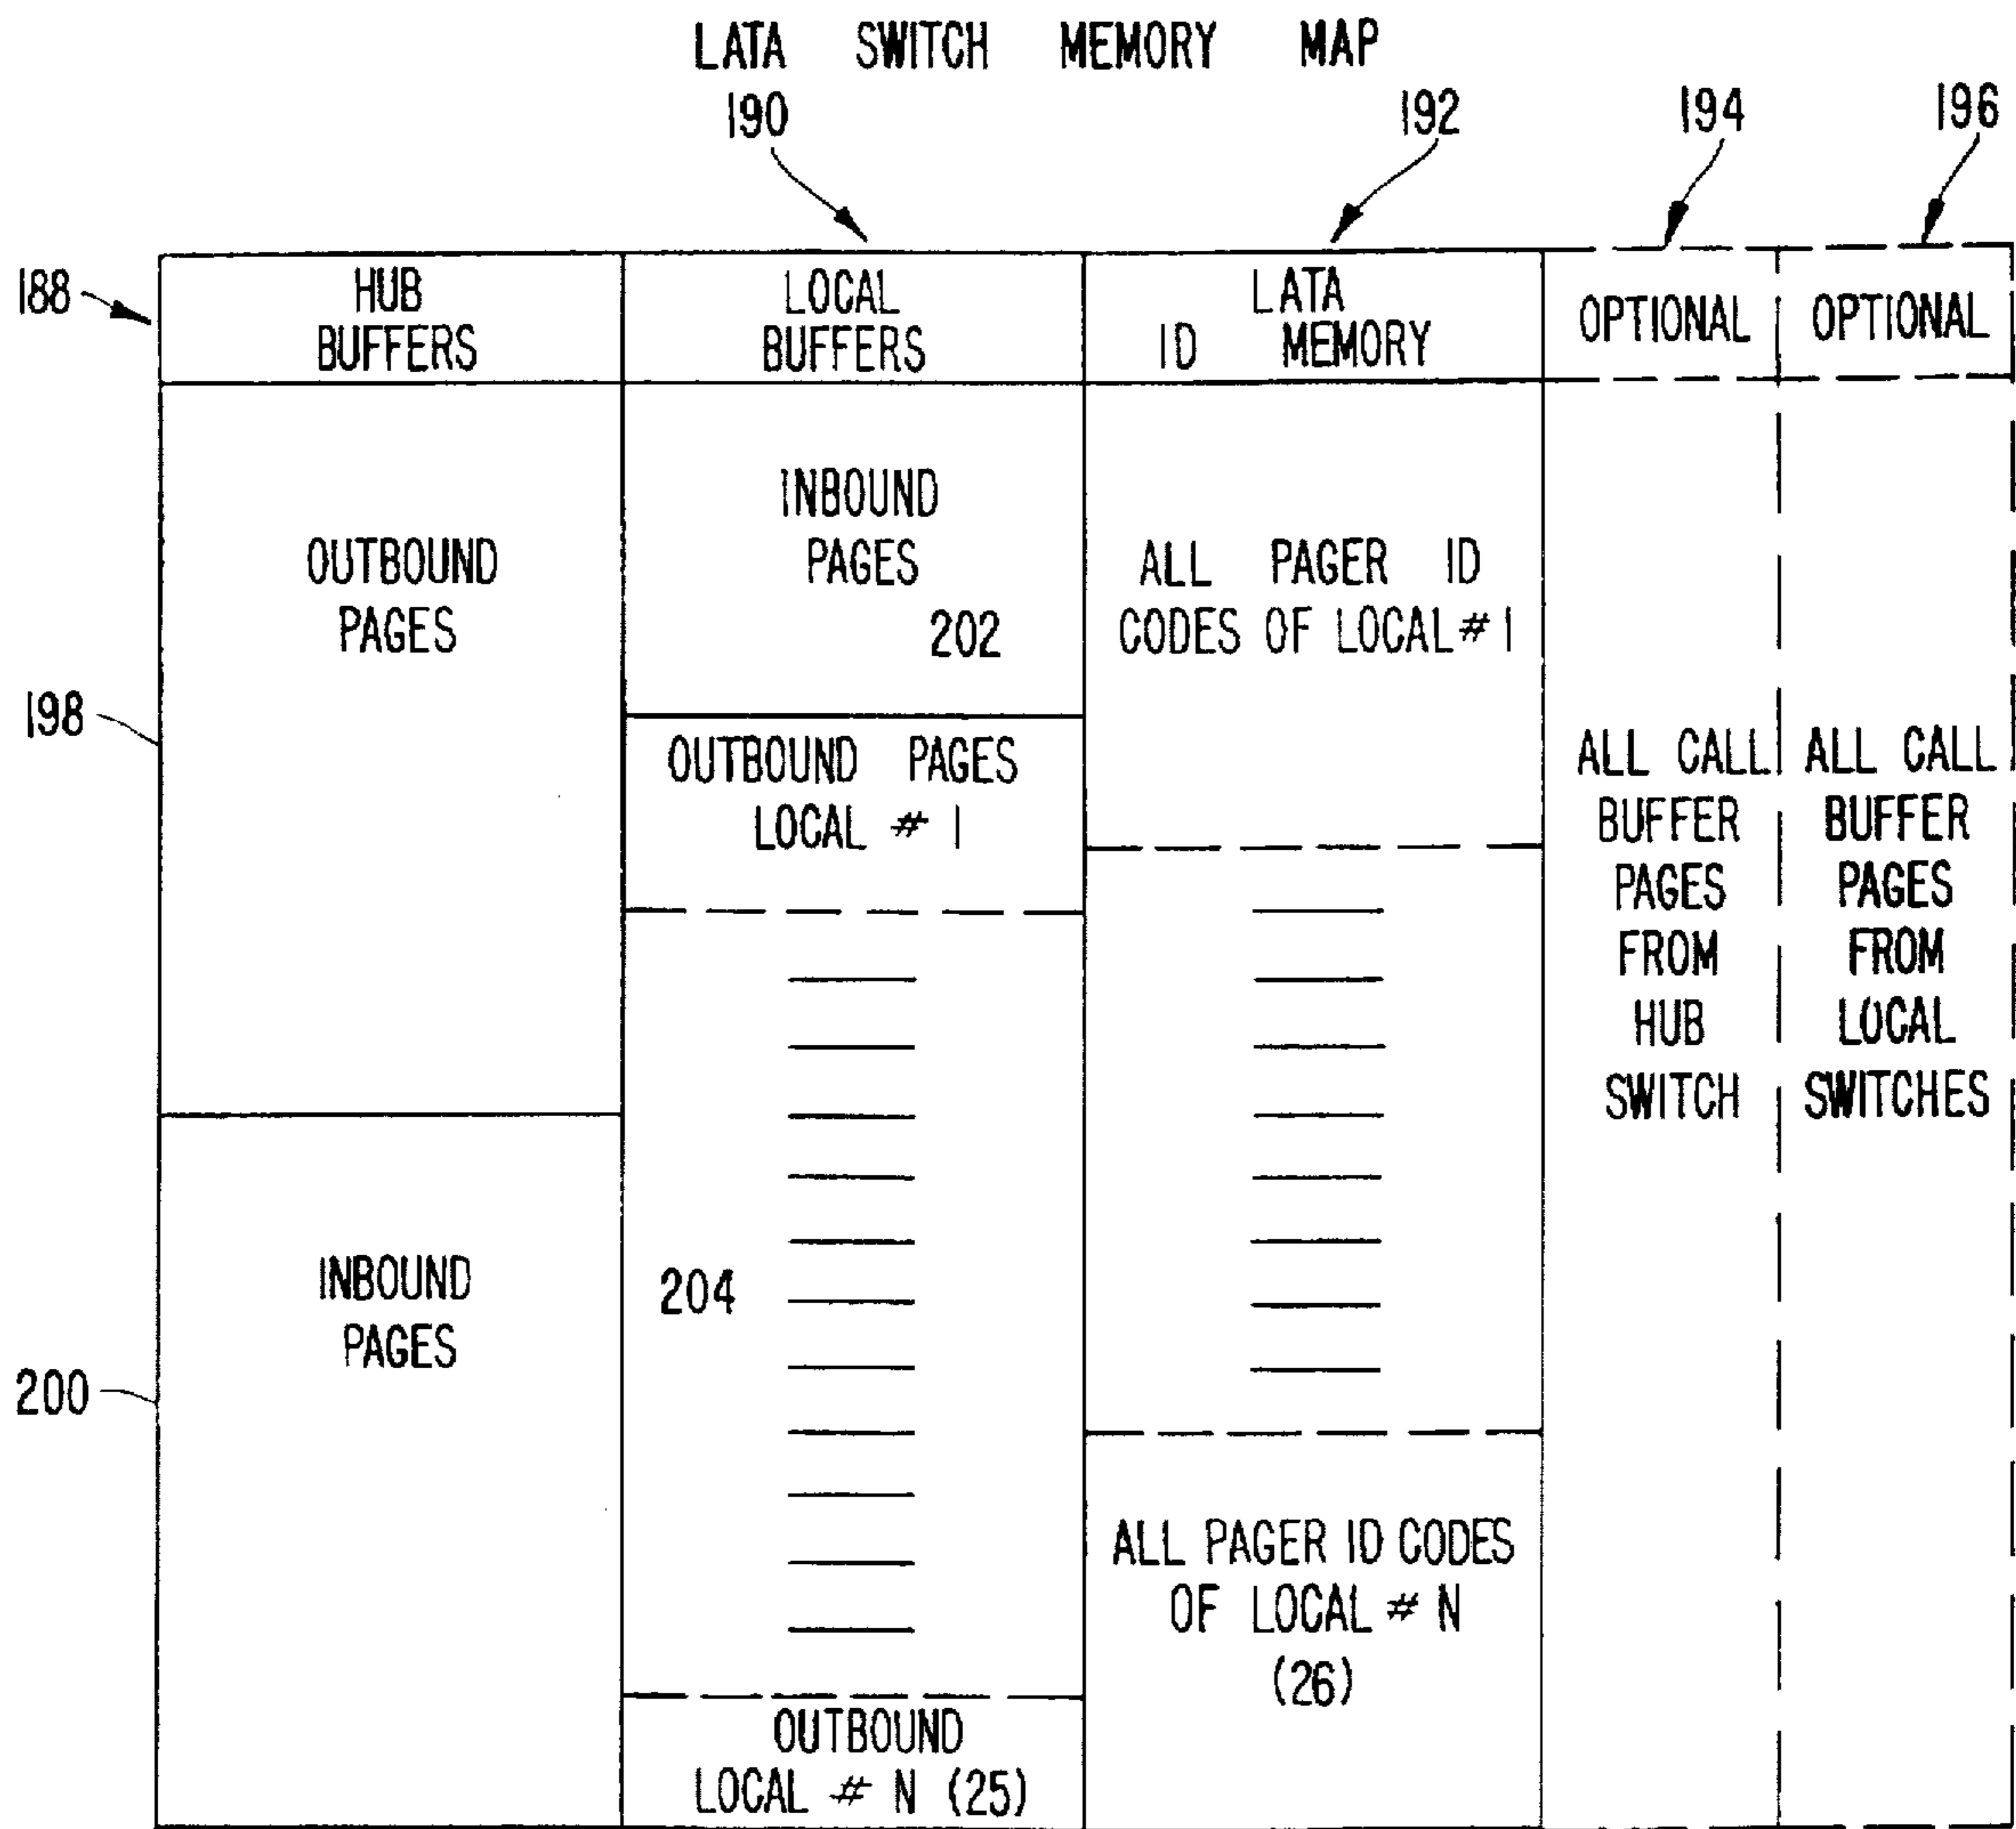 LATA SWITCH MEMORY MAP
190
192
194
196
188
HUB
BUFFERS
LOCAL
BUFFERS
LATA
ID MEMORY
OPTIONAL
OPTIONAL
198
OUTBOUND
PAGES
200
INBOUND
PAGES
INBOUND
PAGES
202
OUTBOUND PAGES
LOCAL # 1
204
OUTBOUND
LOCAL # N (25)
ALL PAGER ID
CODES OF LOCAL # 1
ALL PAGER ID CODES
OF LOCAL # N
(26)
ALL CALL
BUFFER
PAGES
FROM
HUB
SWITCH
ALL CALL
BUFFER
PAGES
FROM
LOCAL
SWITCHES